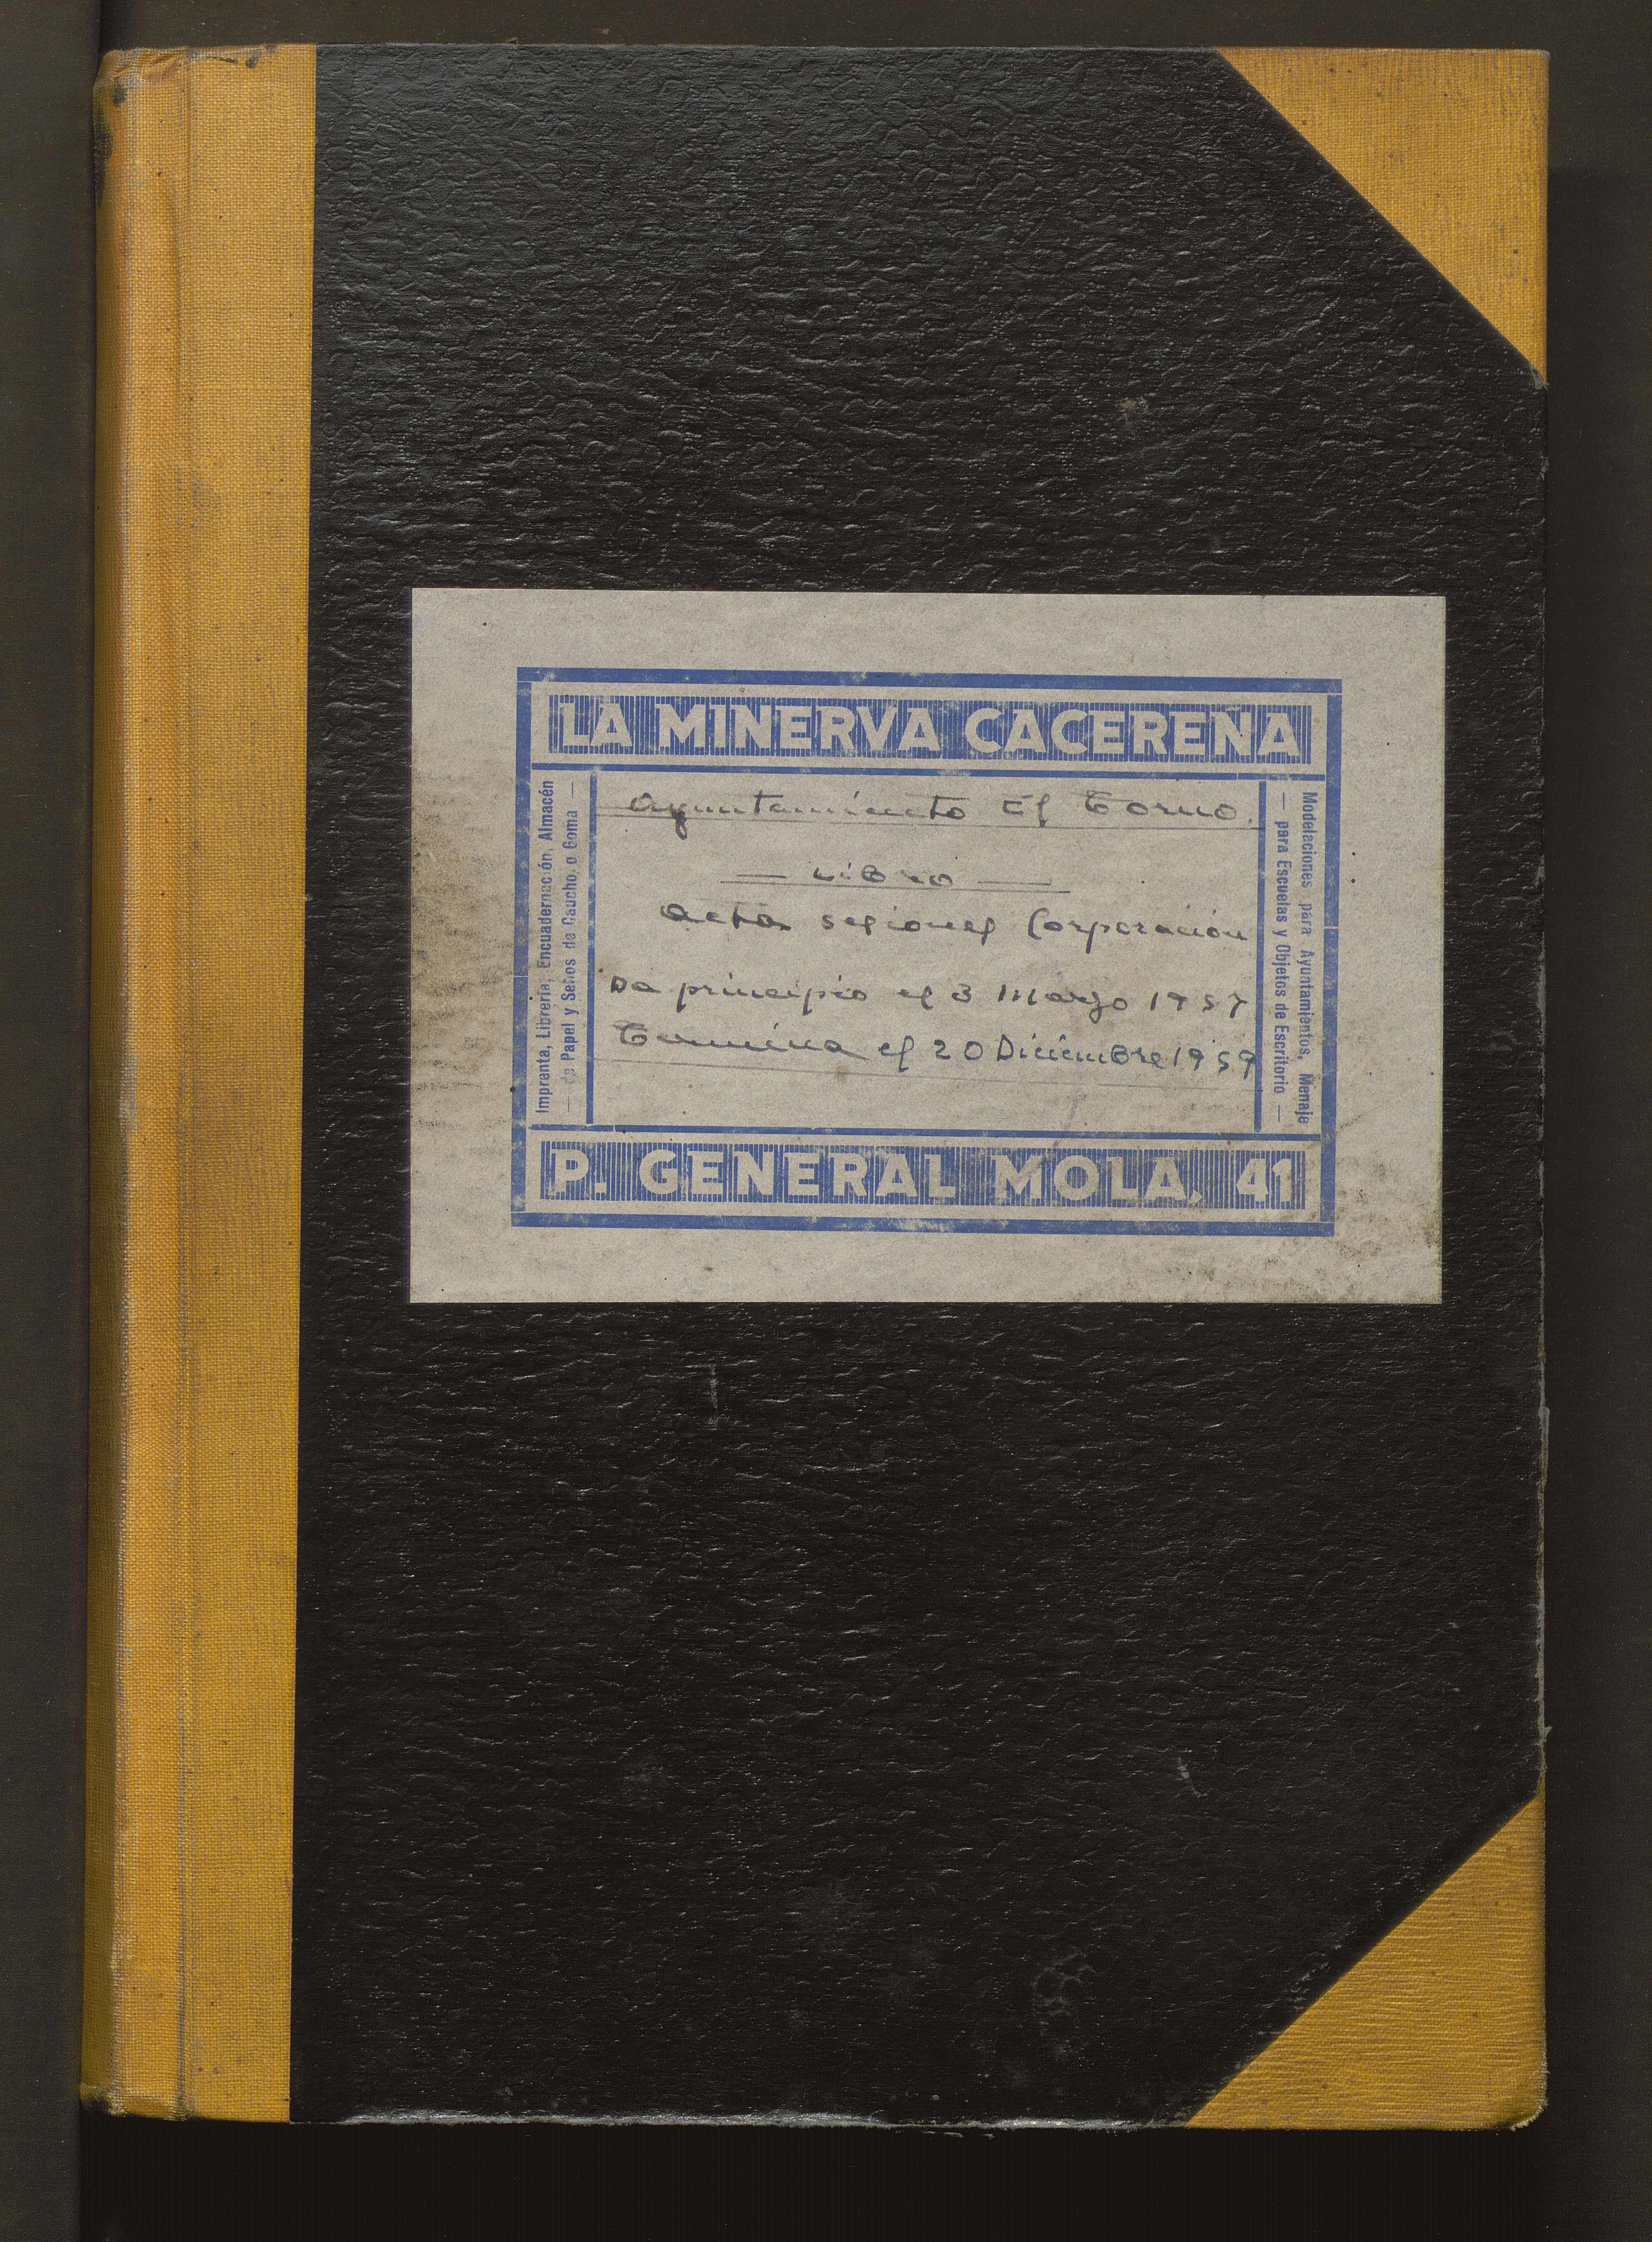 LA MINERVA CACEREÑA
Imprenta, Librería, Encuadernación, Almacén
— de Papel y Sellos de Caucho o Goma —
Ayuntamiento El Torno.
— Libro —
acta sesiones Corporación
Da principio el 3 Marzo 1957
Termina el 20 Diciembre 1959
Modelaciones para Ayuntamientos, Menaje
— para Escuelas y Objetos de Escritorio —
P. GENERAL MOLA, 41